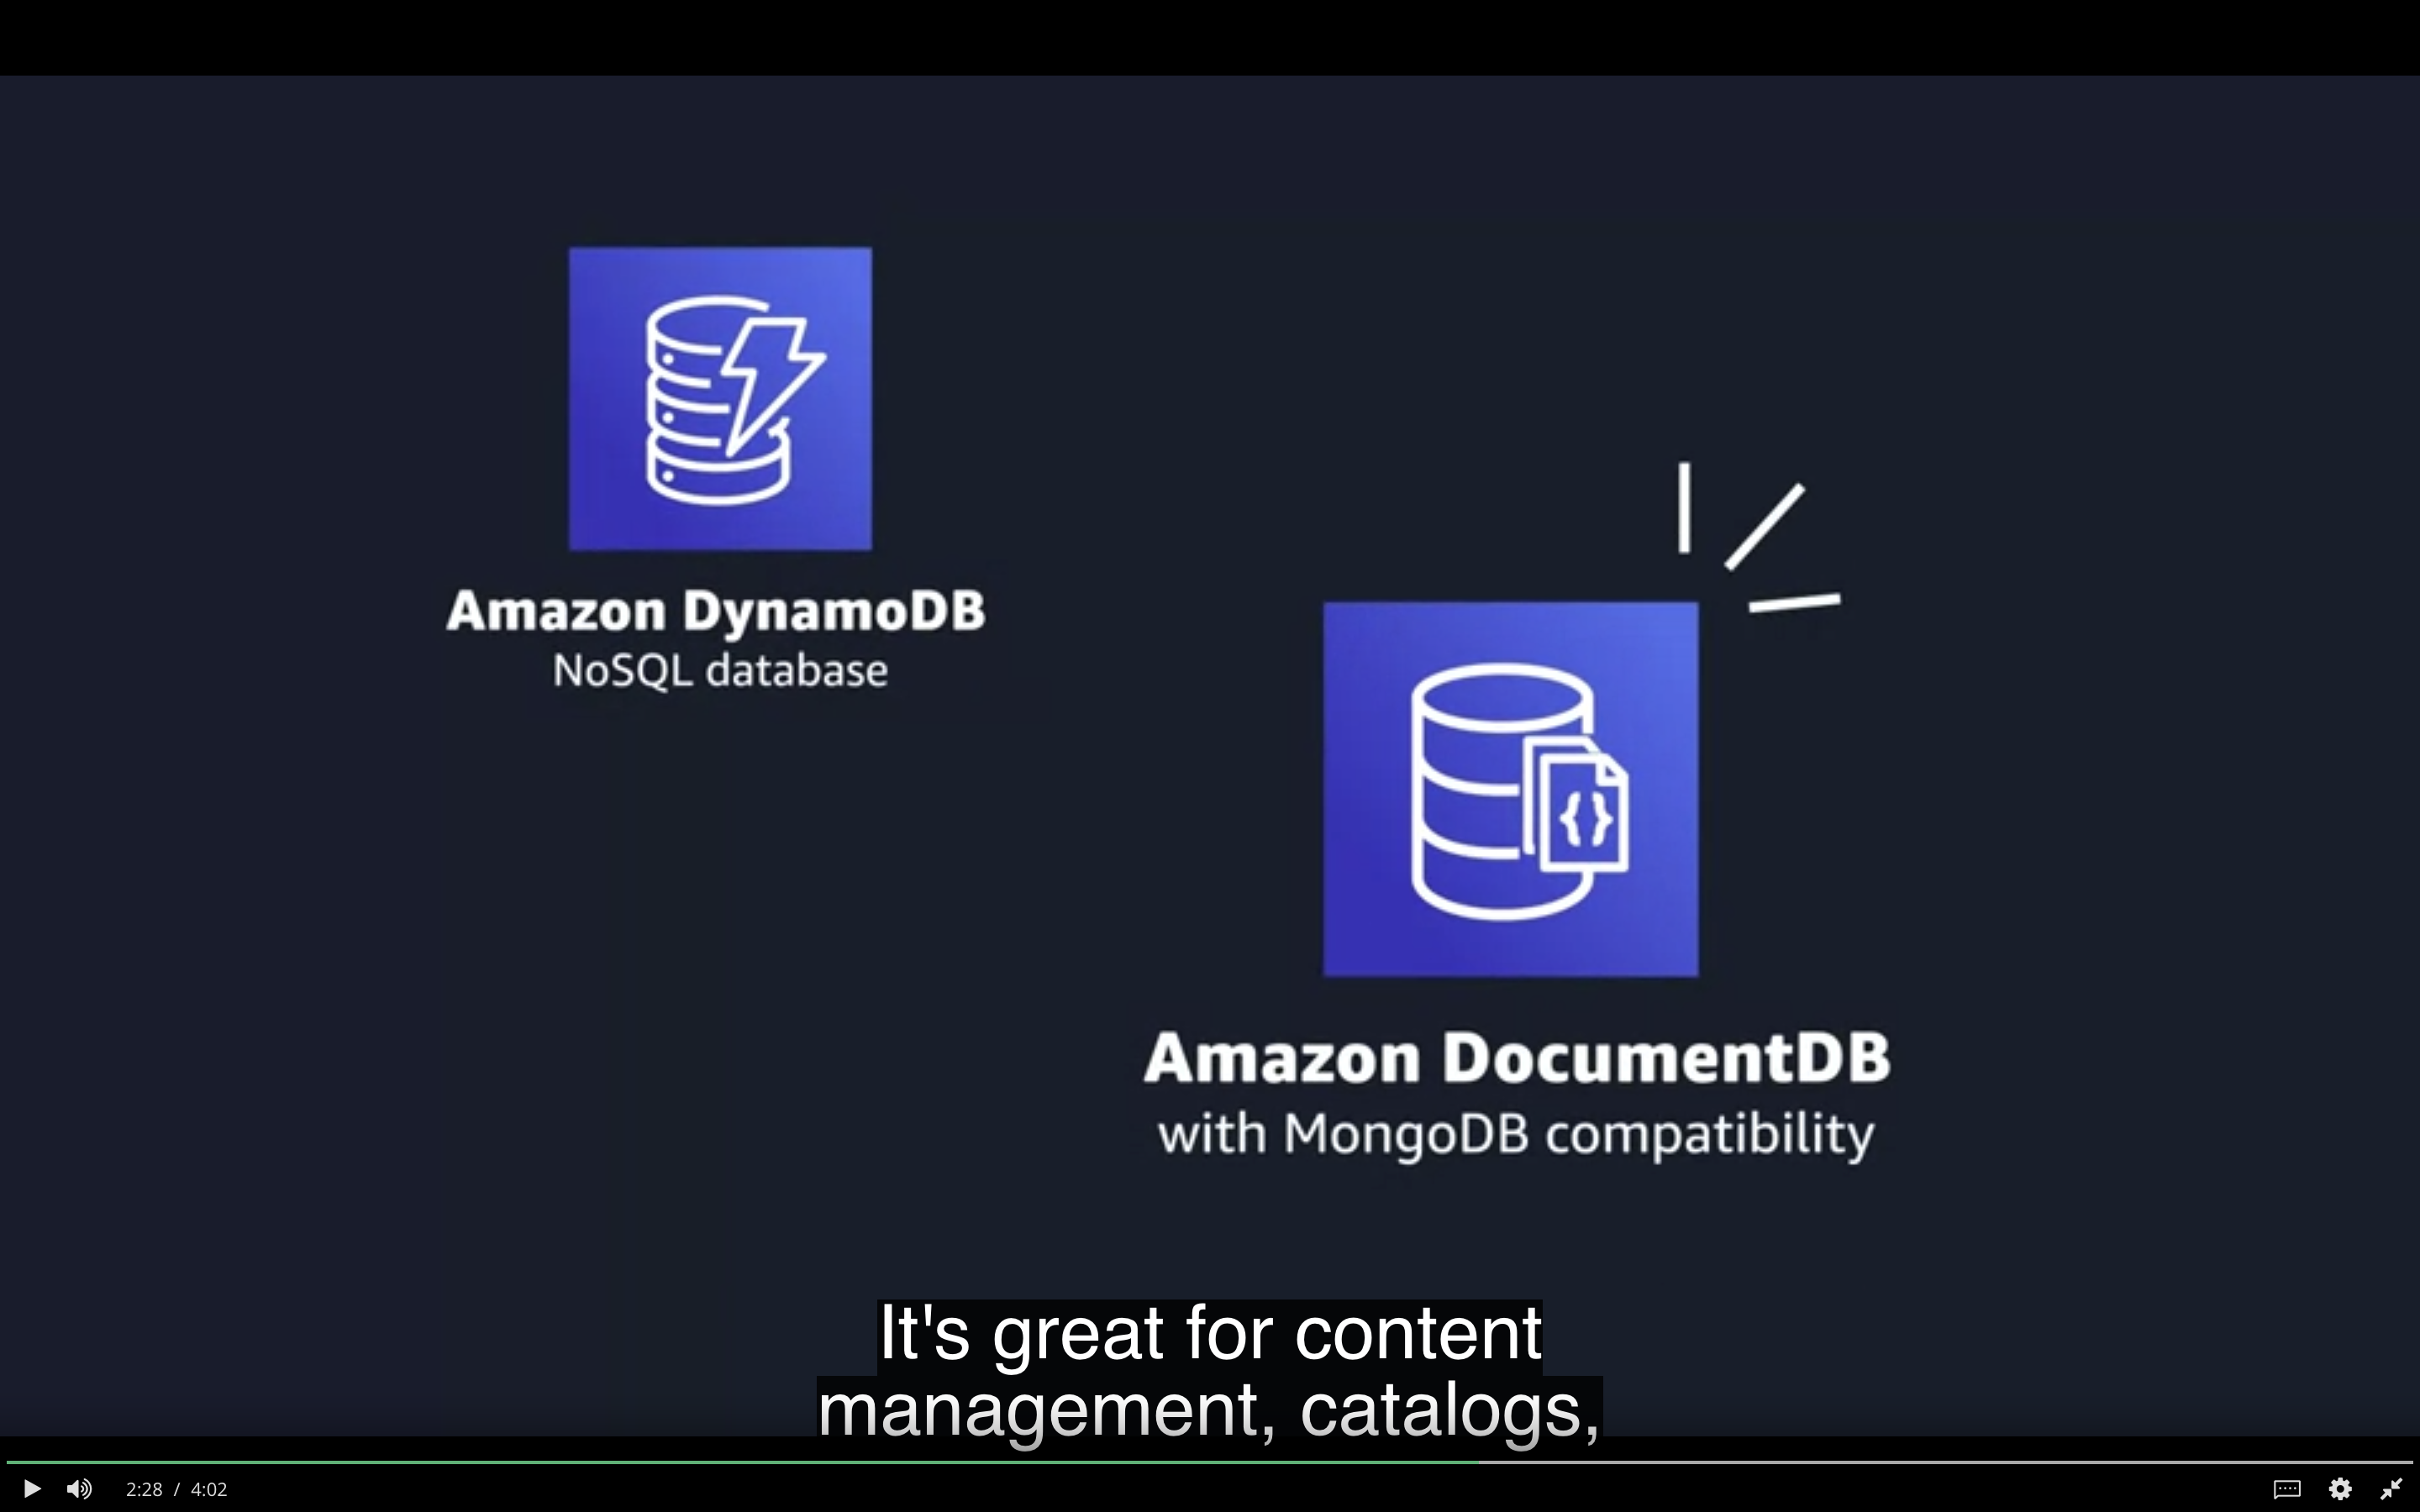 Amazon DynamoDB
NoSQL database
{}
Amazon DocumentDB
with MongoDB compatibility
It's great for content
management, catalogs,
2:28 / 4:02